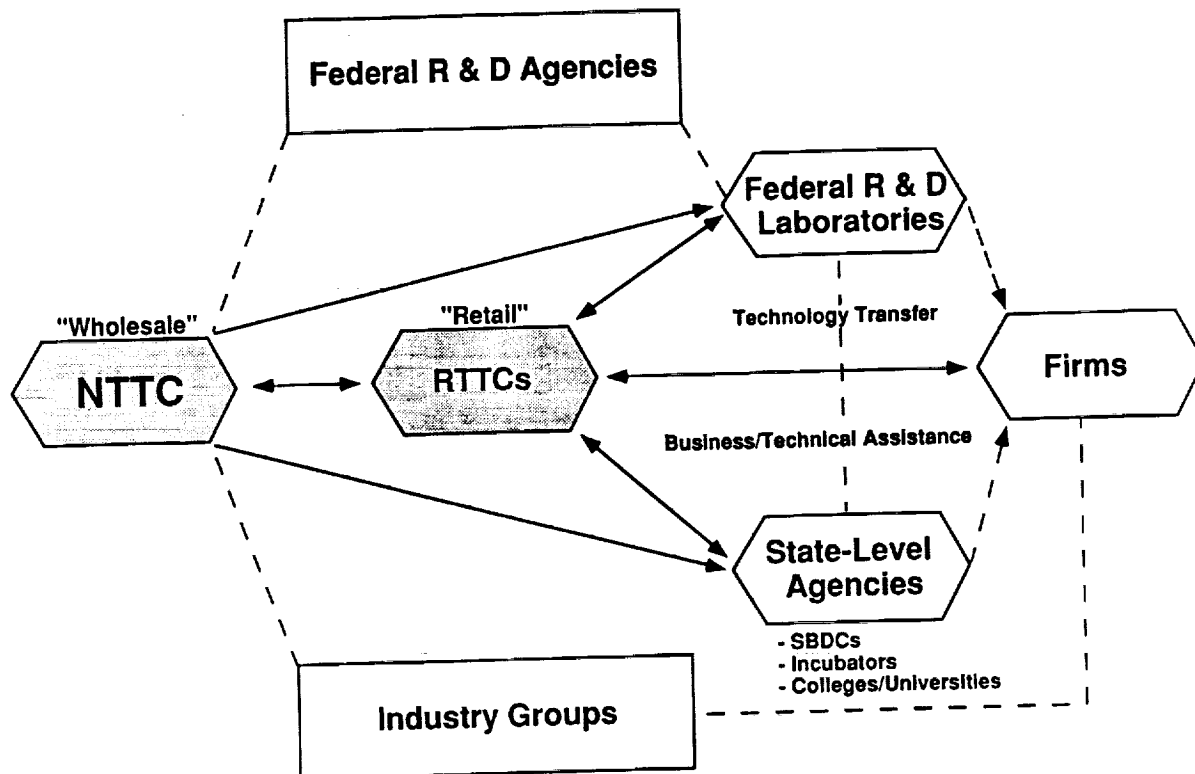 Federal R & D Agencies
Federal R & D
Laboratories
"Wholesale"
"Retail"
Technology Transfer
NTTC
RTTCs
Firms
Business/Technical Assistance
State-Level
Agencies
- SBDCs
- Incubators
- Colleges/Universities
Industry Groups